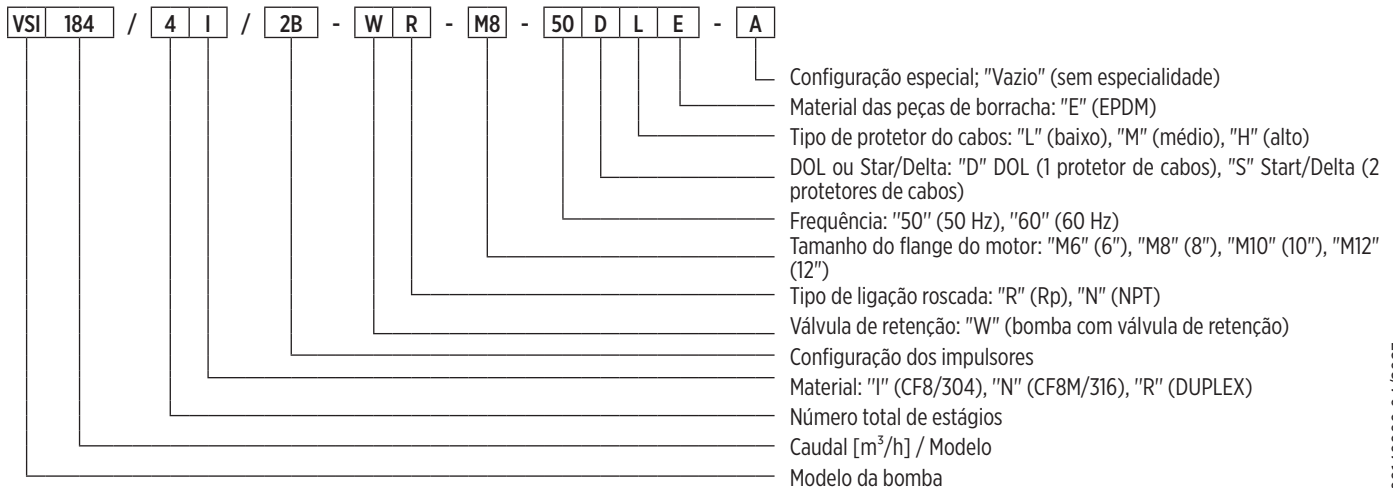 VSI 184 / 4 I / 2B - W R - M8 - 50 D L E - A
Configuração especial; "Vazio" (sem especialidade)
Material das peças de borracha: "E" (EPDM)
Tipo de protetor do cabos: "L" (baixo), "M" (médio), "H" (alto)
DOL ou Star/Delta: "D" DOL (1 protetor de cabos), "S" Start/Delta (2
protetores de cabos)
Frequência: "50" (50 Hz), "60" (60 Hz)
Tamanho do flange do motor: "M6" (6"), "M8" (8"), "M10" (10"), "M12"
(12")
Tipo de ligação roscada: "R" (Rp), "N" (NPT)
Válvula de retenção: "W" (bomba com válvula de retenção)
Configuração dos impulsores
Material: "I" (CF8/304), "N" (CF8M/316), "R" (DUPLEX)
Número total de estágios
Caudal [m³/h] / Modelo
Modelo da bomba